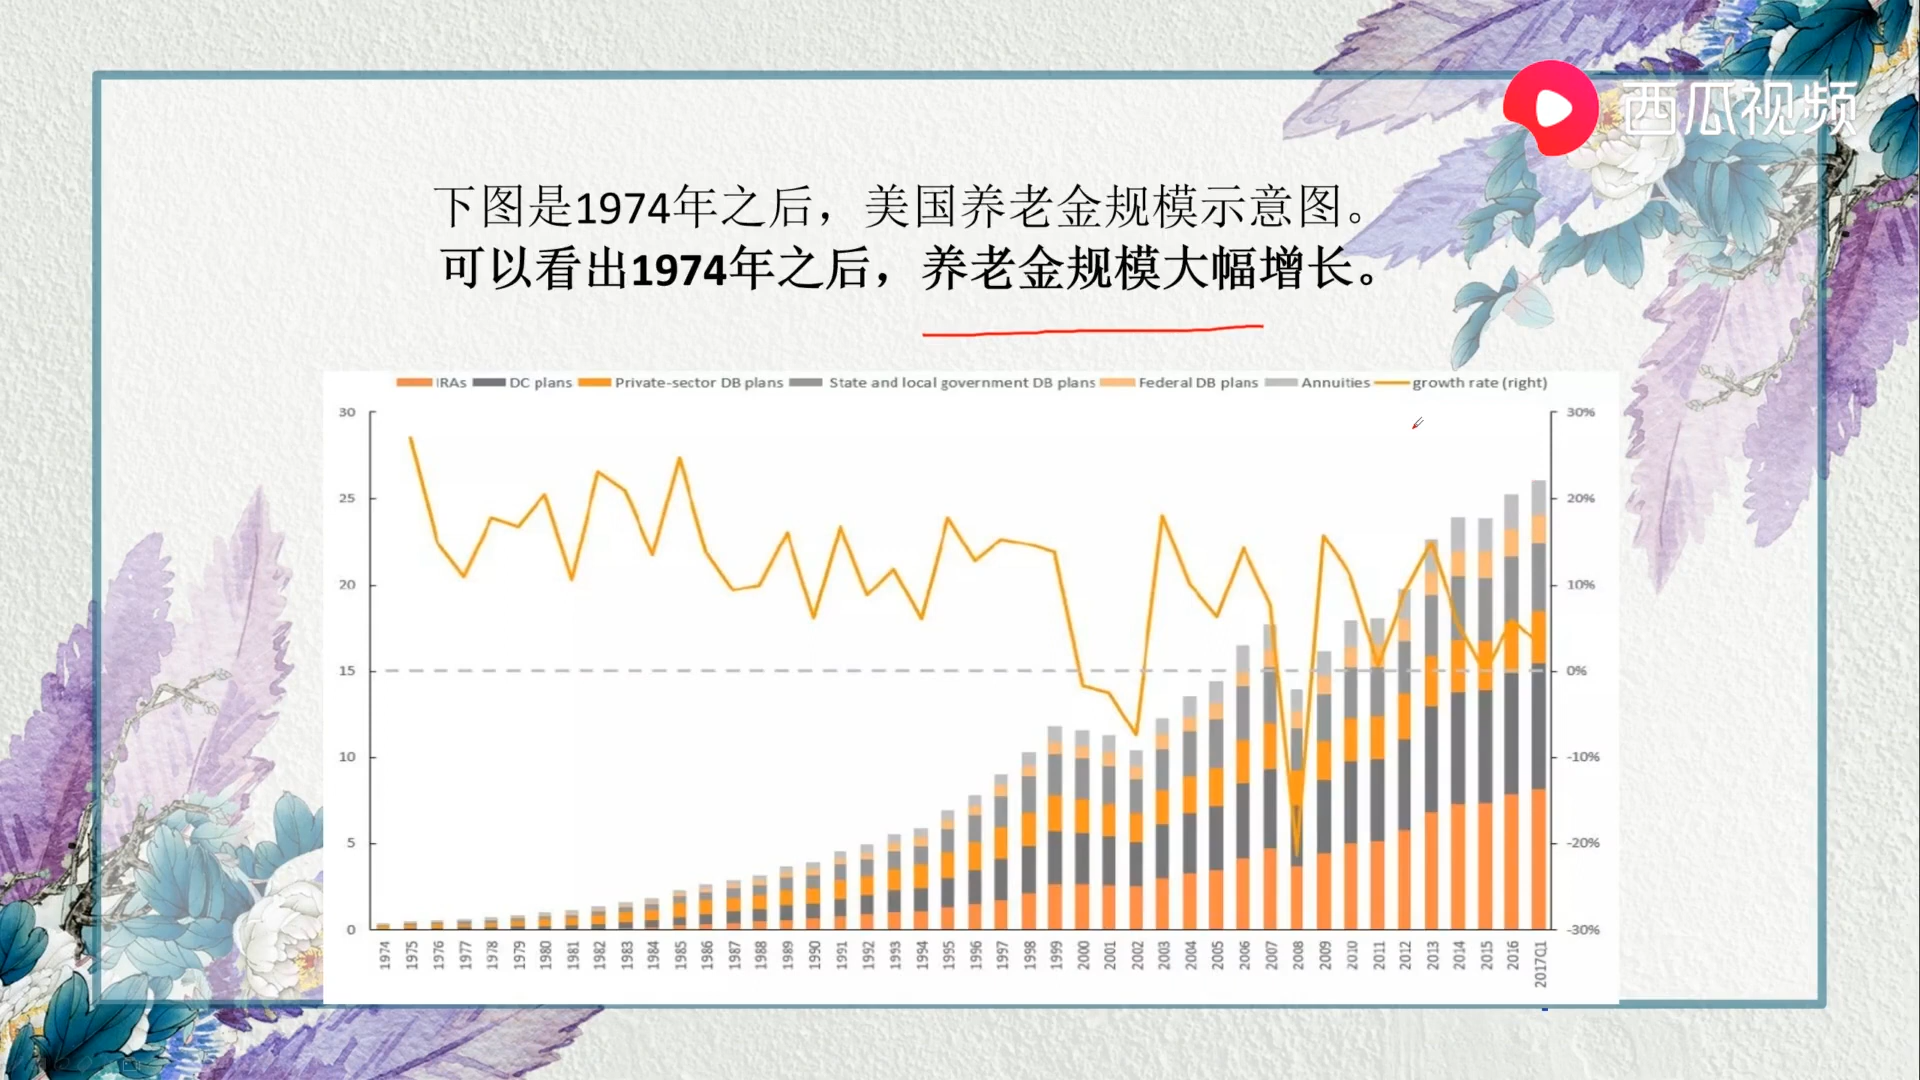 西瓜视频
下图是1974年之后，美国养老金规模示意图。
可以看出1974年之后，养老金规模大幅增长。
IRAs DC plans Private-sector DB plans State and local government DB plans Federal DB plans Annuities growth rate (right)
30 30%
25 20%
20 10%
15 0%
10 -10%
5 -20%
0 -30%
1974 1975 1976 1977 1978 1979 1980 1981 1982 1983 1984 1985 1986 1987 1988 1989 1990 1991 1992 1993 1994 1995 1996 1997 1998 1999 2000 2001 2002 2003 2004 2005 2006 2007 2008 2009 2010 2011 2012 2013 2014 2015 2016 2017Q1